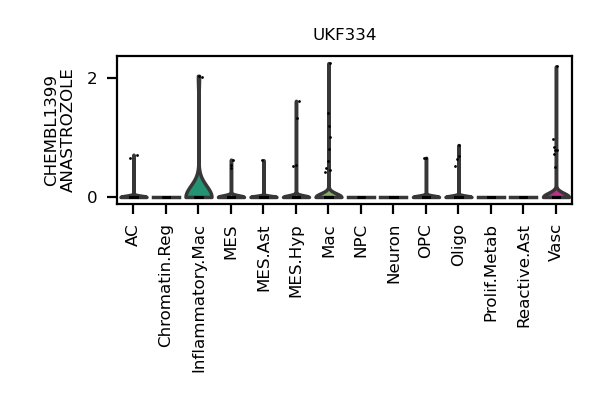 UKF334
CHEMBL1399
ANASTROZOLE
2
0
AC
Chromatin.Reg
Inflammatory.Mac
MES
MES.Ast
MES.Hyp
Mac
NPC
Neuron
OPC
Oligo
Prolif.Metab
Reactive.Ast
Vasc